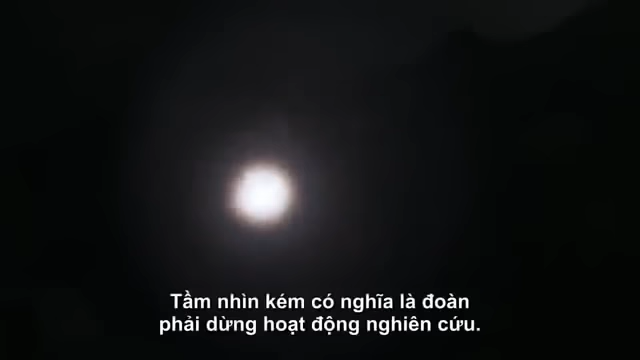 Tầm nhìn kém có nghĩa là đoàn
phải dừng hoạt động nghiên cứu.